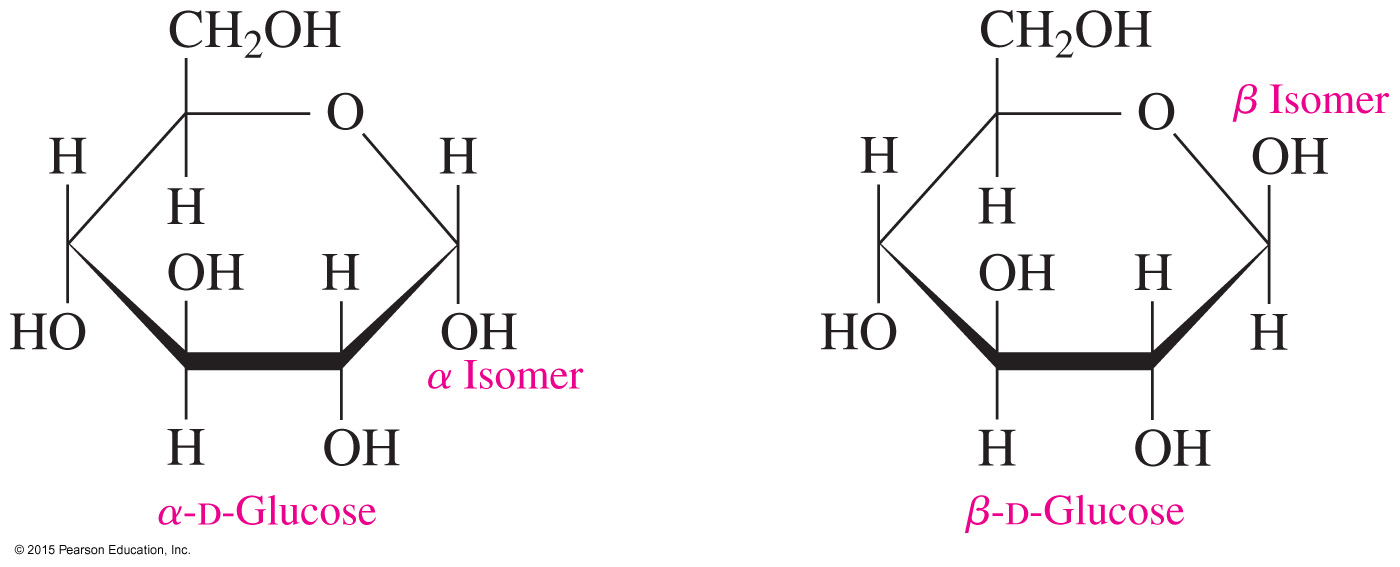 CH₂OH
O
H
H
H
OH
H
HO
OH
α Isomer
H
OH
α-D-Glucose
CH₂OH
β Isomer
O
OH
H
H
OH
H
HO
H
H
OH
β-D-Glucose
© 2015 Pearson Education, Inc.